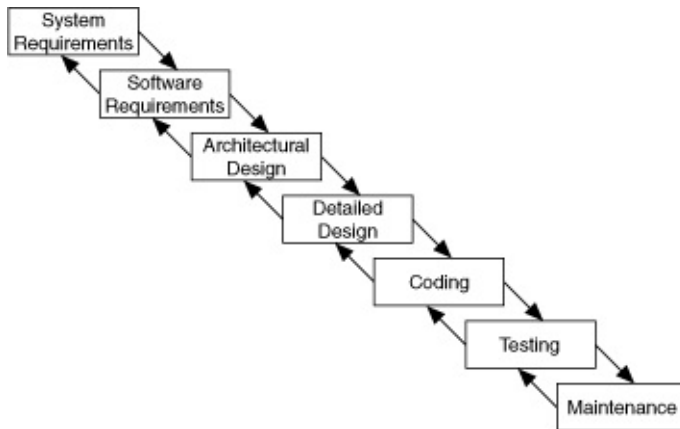 System
Requirements
Software
Requirements
Architectural
Design
Detailed
Design
Coding
Testing
Maintenance